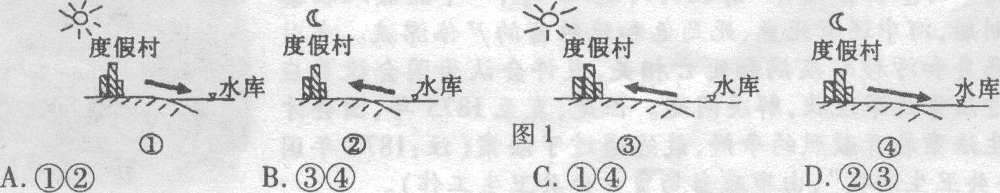 度假村 度假村 度假村 度假村
水库 水库 水库 水库
① ② 图1 ③ ④
A. ①② B. ③④ C. ①④ D. ②③